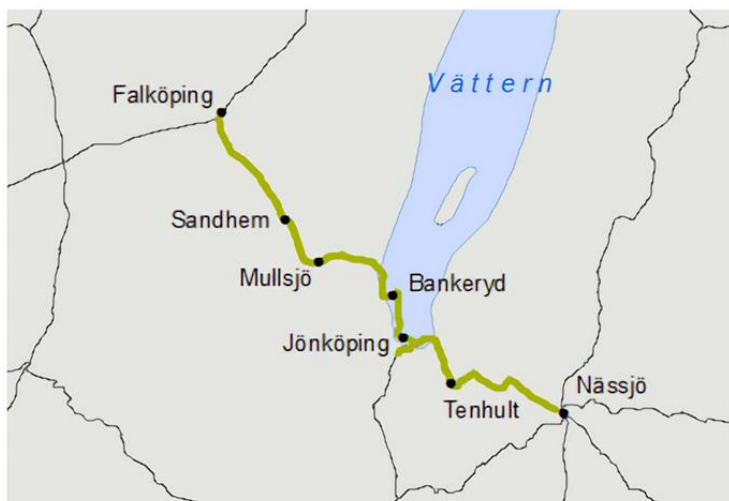 Vättern
Falköping
Sandhem
Mullsjö
Bankeryd
Jönköping
Tenhult
Nässjö